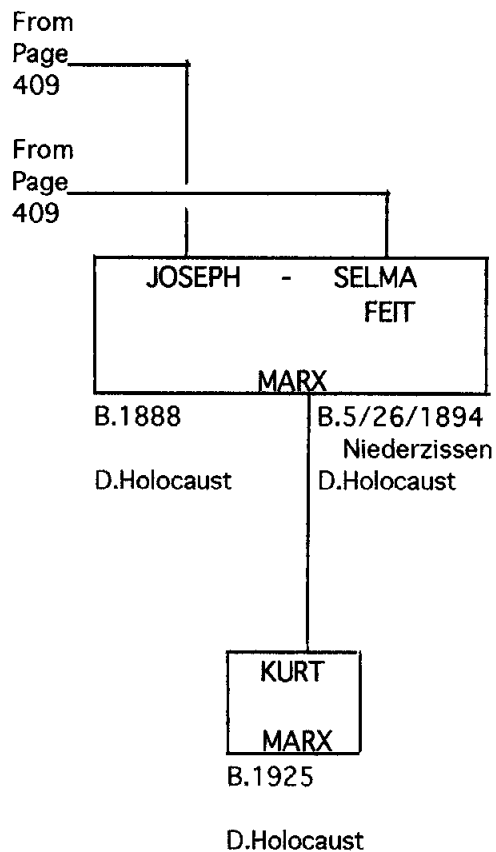 From
Page
409
From
Page
409
JOSEPH - SELMA
FEIT
MARX
B.1888 B.5/26/1894
Niederzissen
D.Holocaust D.Holocaust
KURT
MARX
B.1925
D.Holocaust